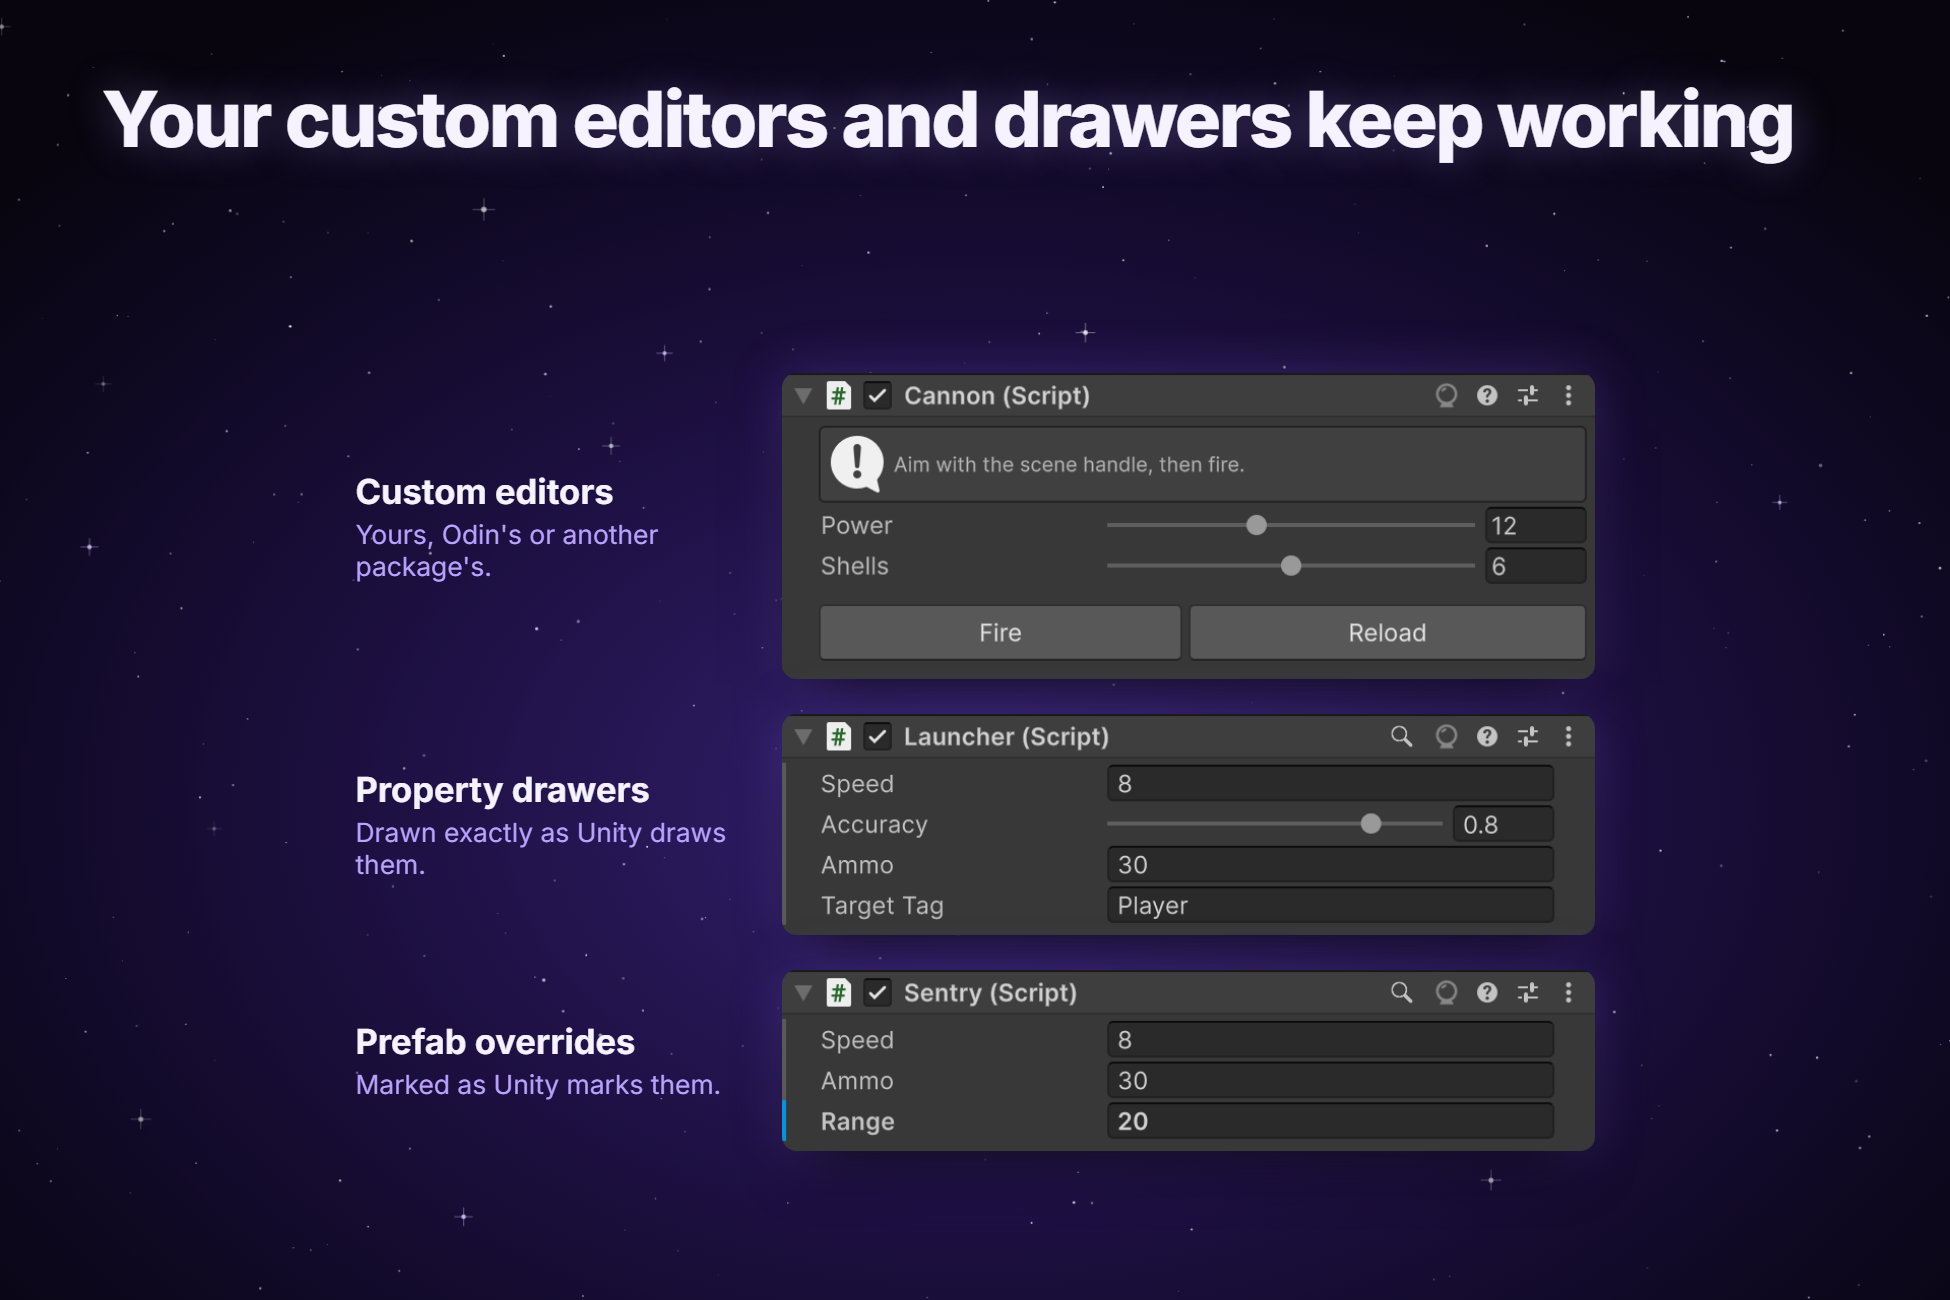 Your custom editors and drawers keep working
Custom editors
Yours, Odin's or another
package's.
# Cannon (Script)
Aim with the scene handle, then fire.
Power 12
Shells 6
Fire Reload
Property drawers
Drawn exactly as Unity draws
them.
# Launcher (Script)
Speed 8
Accuracy 0.8
Ammo 30
Target Tag Player
Prefab overrides
Marked as Unity marks them.
# Sentry (Script)
Speed 8
Ammo 30
Range 20